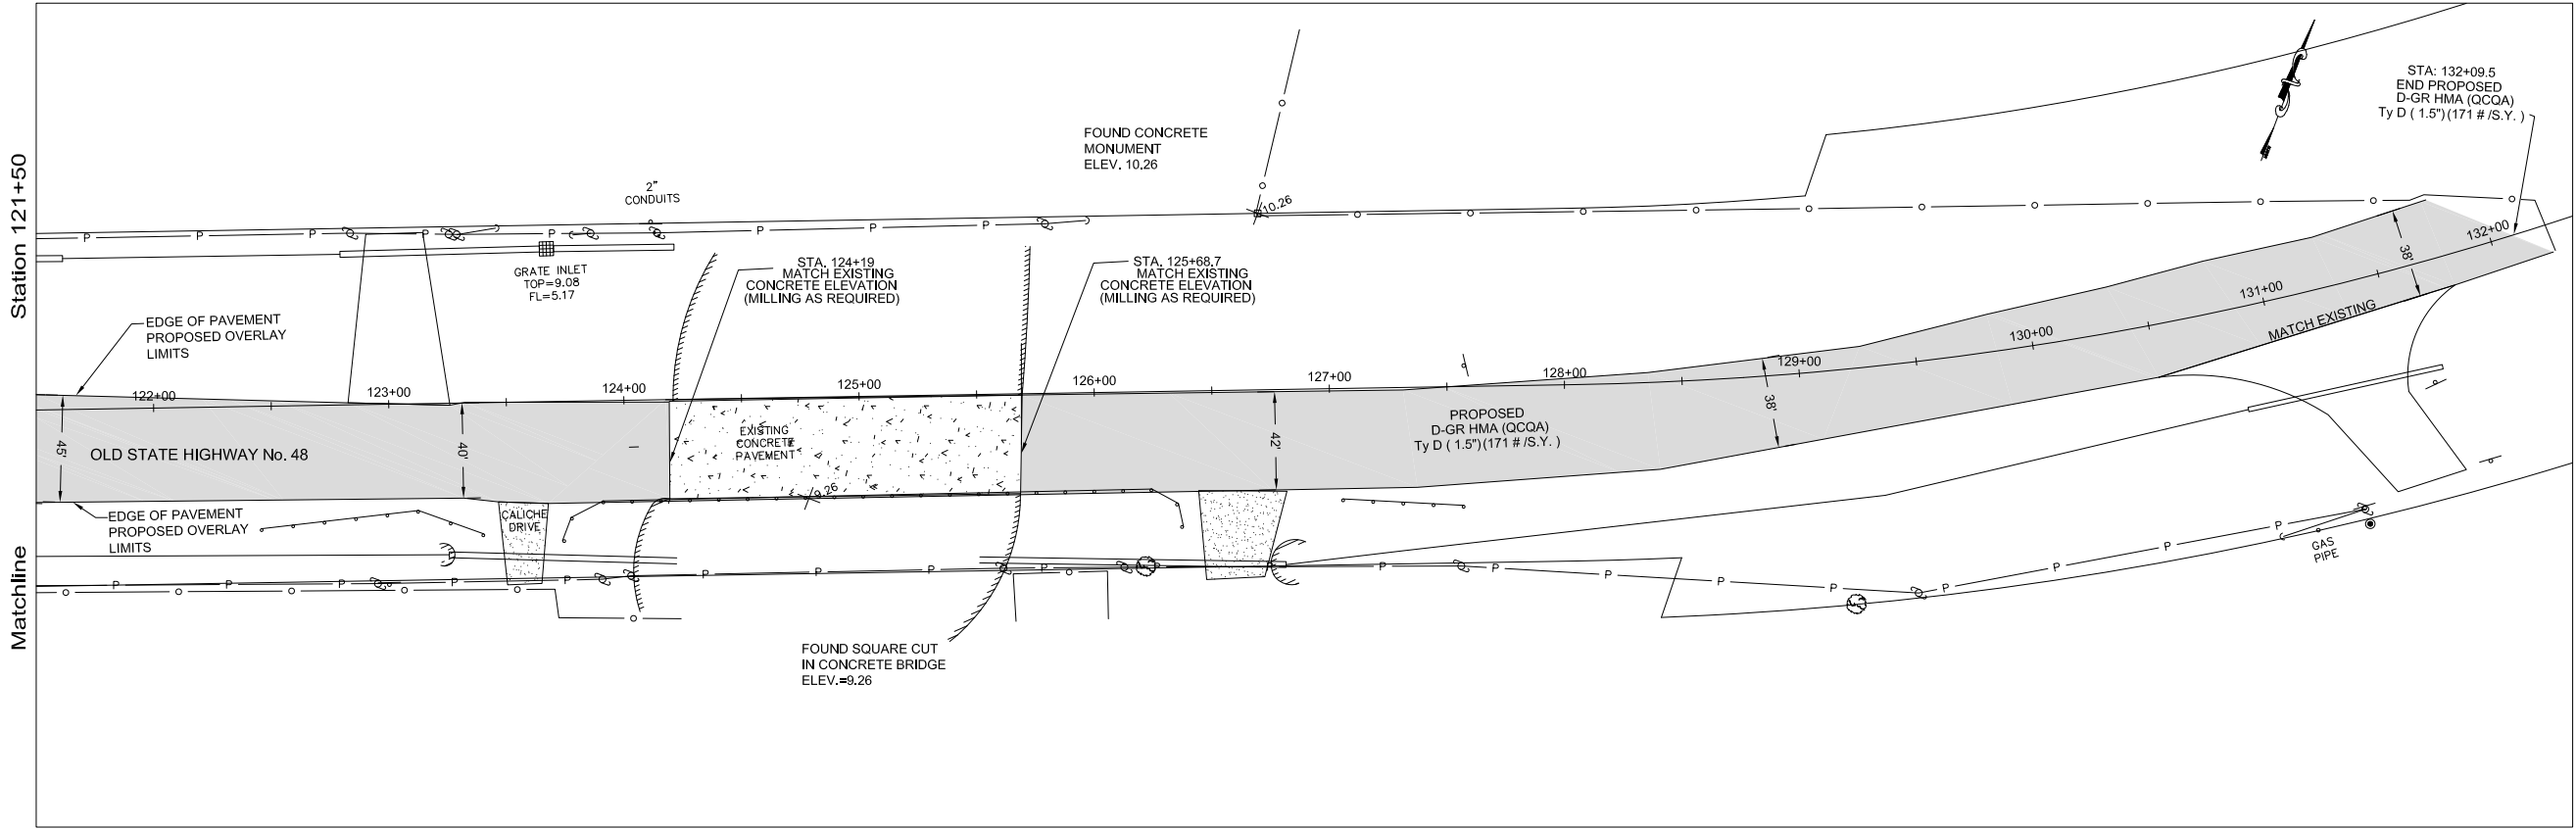 Station 121+50
Matchline
FOUND CONCRETE
MONUMENT
ELEV. 10.26
10.26
STA: 132+09.5
END PROPOSED
D-GR HMA (QCQA)
Ty D ( 1.5")(171 # /S.Y. )
2"
CONDUITS
P P P P P P P P
GRATE INLET
TOP=9.08
FL=5.17
STA. 124+19
MATCH EXISTING
CONCRETE ELEVATION
(MILLING AS REQUIRED)
STA. 125+68.7
MATCH EXISTING
CONCRETE ELEVATION
(MILLING AS REQUIRED)
EDGE OF PAVEMENT
PROPOSED OVERLAY
LIMITS
122+00
123+00
124+00
125+00
126+00
127+00
128+00
129+00
130+00
131+00
132+00
38'
MATCH EXISTING
45'
OLD STATE HIGHWAY No. 48
40'
EXISTING
CONCRETE
PAVEMENT
42'
PROPOSED
D-GR HMA (QCQA)
Ty D ( 1.5")(171 # /S.Y. )
38'
9.26
EDGE OF PAVEMENT
PROPOSED OVERLAY
LIMITS
CALICHE
DRIVE
P P P P P P P P P P P P P P P P P P P P
GAS
PIPE
FOUND SQUARE CUT
IN CONCRETE BRIDGE
ELEV.=9.26